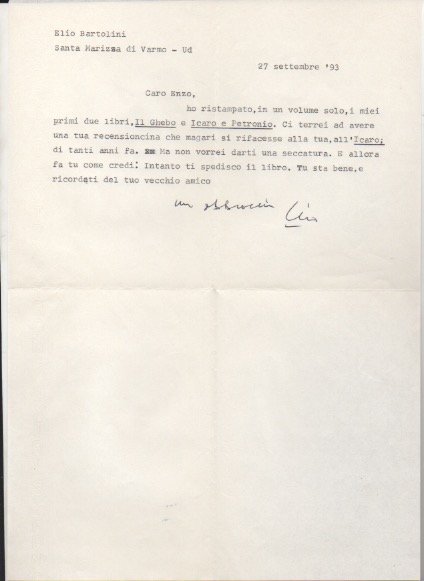 Elio Bartolini
Santa Marizza di Varmo - Ud
27 settembre '93
Caro Enzo,
ho ristampato, in un volume solo, i miei
primi due libri, Il Ghebo e Icaro e Petronio. Ci terrei ad avere
una tua recensioncina che magari si rifacesse alla tua, all'Icaro;
di tanti anni fa. Ma non vorrei darti una seccatura. E allora
fa tu come credi. Intanto ti spedisco il libro. Tu sta bene, e
ricordati del tuo vecchio amico
un abbraccio Elio